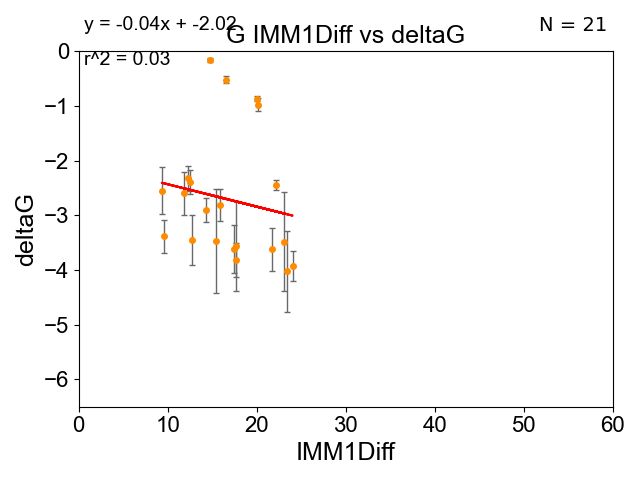 y = -0.04x + -2.02
G IMM1Diff vs deltaG
N = 21
r^2 = 0.03
0
−1
−2
−3
−4
−5
−6
deltaG
0 10 20 30 40 50 60
IMM1Diff